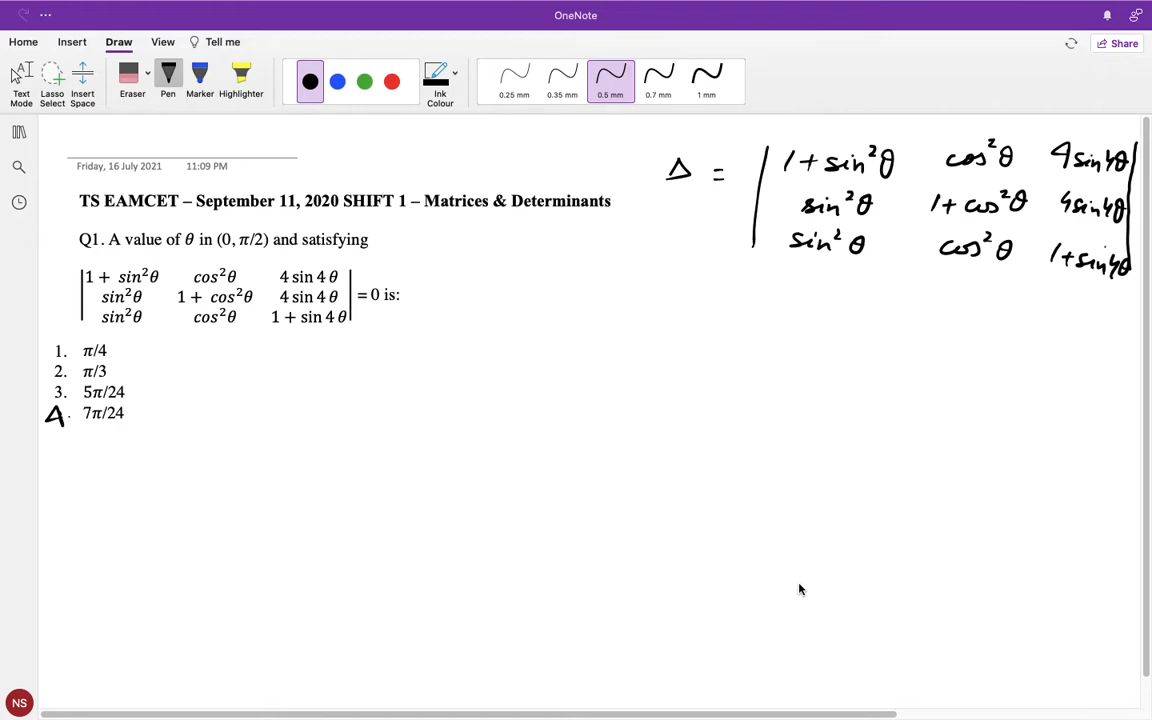 OneNote
Home Insert Draw View Tell me
Share
Text Mode
Lasso Select
Insert Space
Eraser
Pen
Marker
Highlighter
Ink Colour
0.25 mm
0.35 mm
0.5 mm
0.7 mm
1 mm
Friday, 16 July 2021 11:09 PM
TS EAMCET – September 11, 2020 SHIFT 1 – Matrices & Determinants
Q1. A value of θ in (0, π/2) and satisfying
|1 + sin²θ cos²θ 4 sin 4 θ|
|sin²θ 1 + cos²θ 4 sin 4 θ| = 0 is:
|sin²θ cos²θ 1 + sin 4 θ|
1. π/4
2. π/3
3. 5π/24
4. 7π/24
Δ = |1 + sin²θ cos²θ 4 sin4θ|
|sin²θ 1 + cos²θ 4sin4θ|
|sin²θ cos²θ 1+sin4θ|
NS